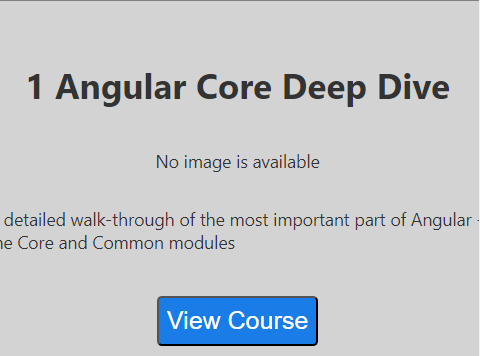 1 Angular Core Deep Dive
No image is available
detailed walk-through of the most important part of Angular -
Core and Common modules
View Course